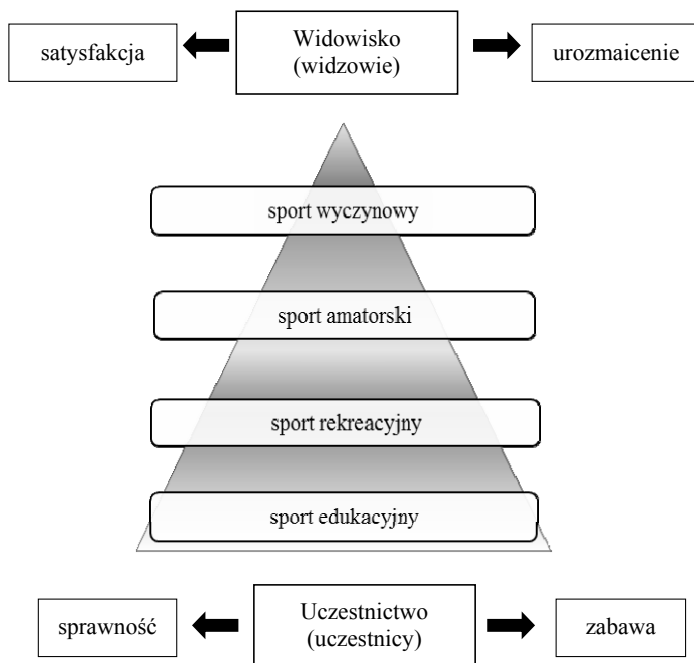 satysfakcja
Widowisko
(widzowie)
urozmaicenie
sport wyczynowy
sport amatorski
sport rekreacyjny
sport edukacyjny
sprawność
Uczestnictwo
(uczestnicy)
zabawa